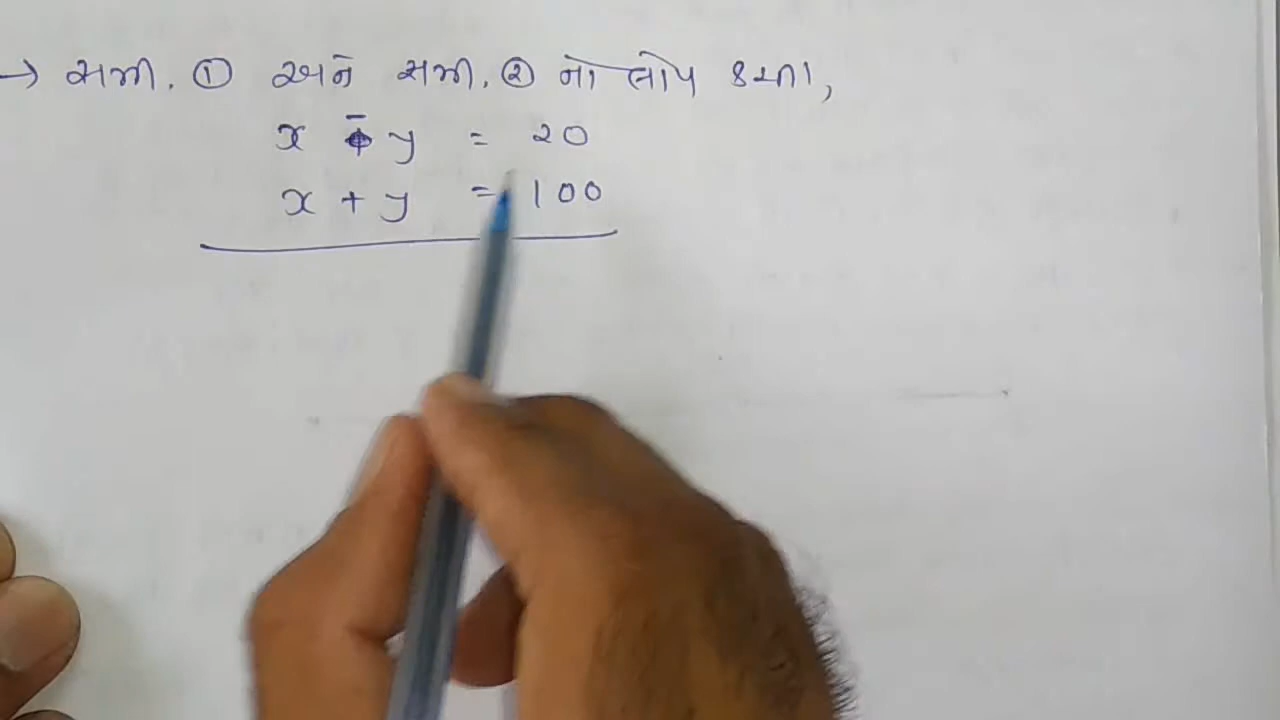 → સમી. ① અને સમી. ② નો લોપ કરતા,
x - y = 20
x + y = 100